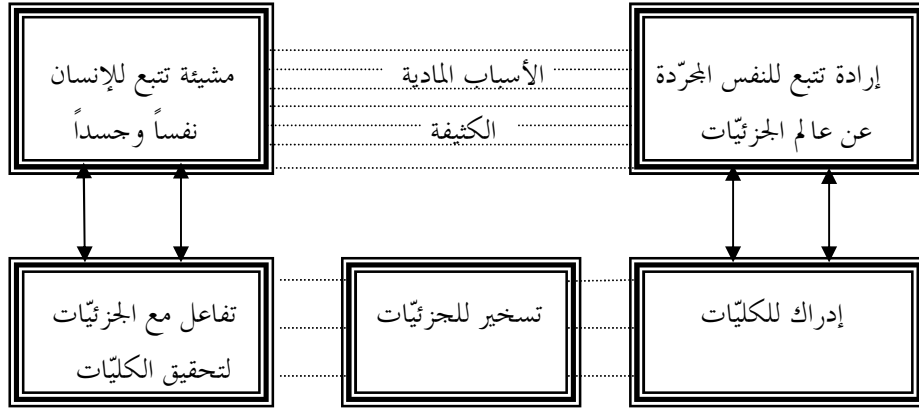 إرادة تتبع للنفس المجرّدة
عن عالم الجزئيّات
الأسباب المادية
الكثيفة
مشيئة تتبع للإنسان
نفساً وجسداً
إدراك للكليّات
تسخير للجزئيّات
تفاعل مع الجزئيّات
لتحقيق الكليّات